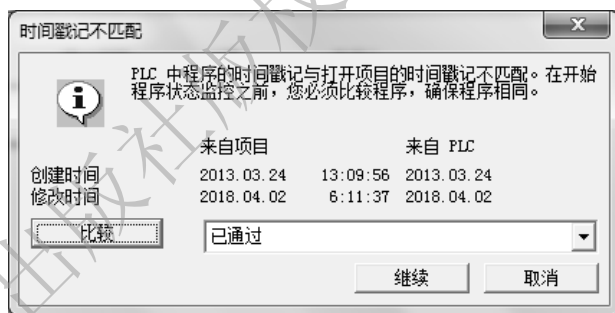 时间戳记不匹配
PLC 中程序的时间戳记与打开项目的时间戳记不匹配。在开始
程序状态监控之前，您必须比较程序，确保程序相同。
来自项目 来自 PLC
创建时间 2013.03.24 13:09:56 2013.03.24
修改时间 2018.04.02 6:11:37 2018.04.02
比较 已通过
继续 取消
出版社版权